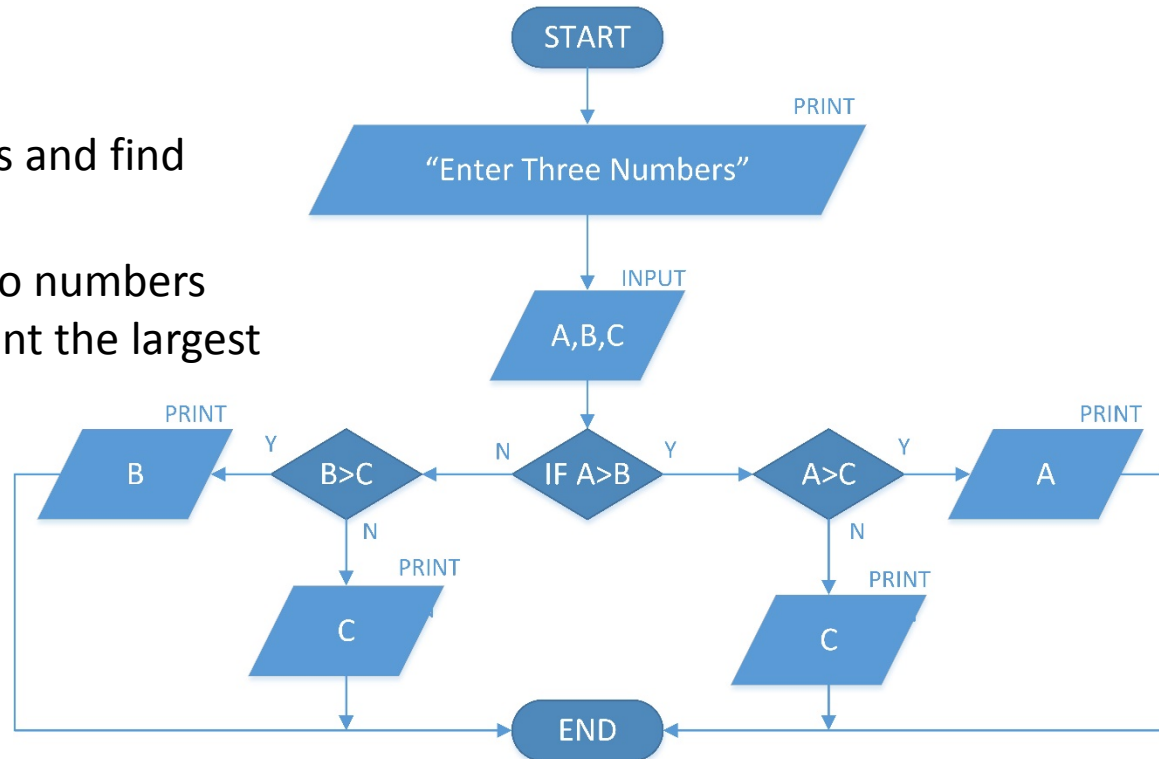 START
PRINT
s and find
“Enter Three Numbers”
o numbers
INPUT
nt the largest
A,B,C
PRINT
PRINT
Y
N
Y
Y
B
B>C
IF A>B
A>C
A
N
N
PRINT
PRINT
C
C
END